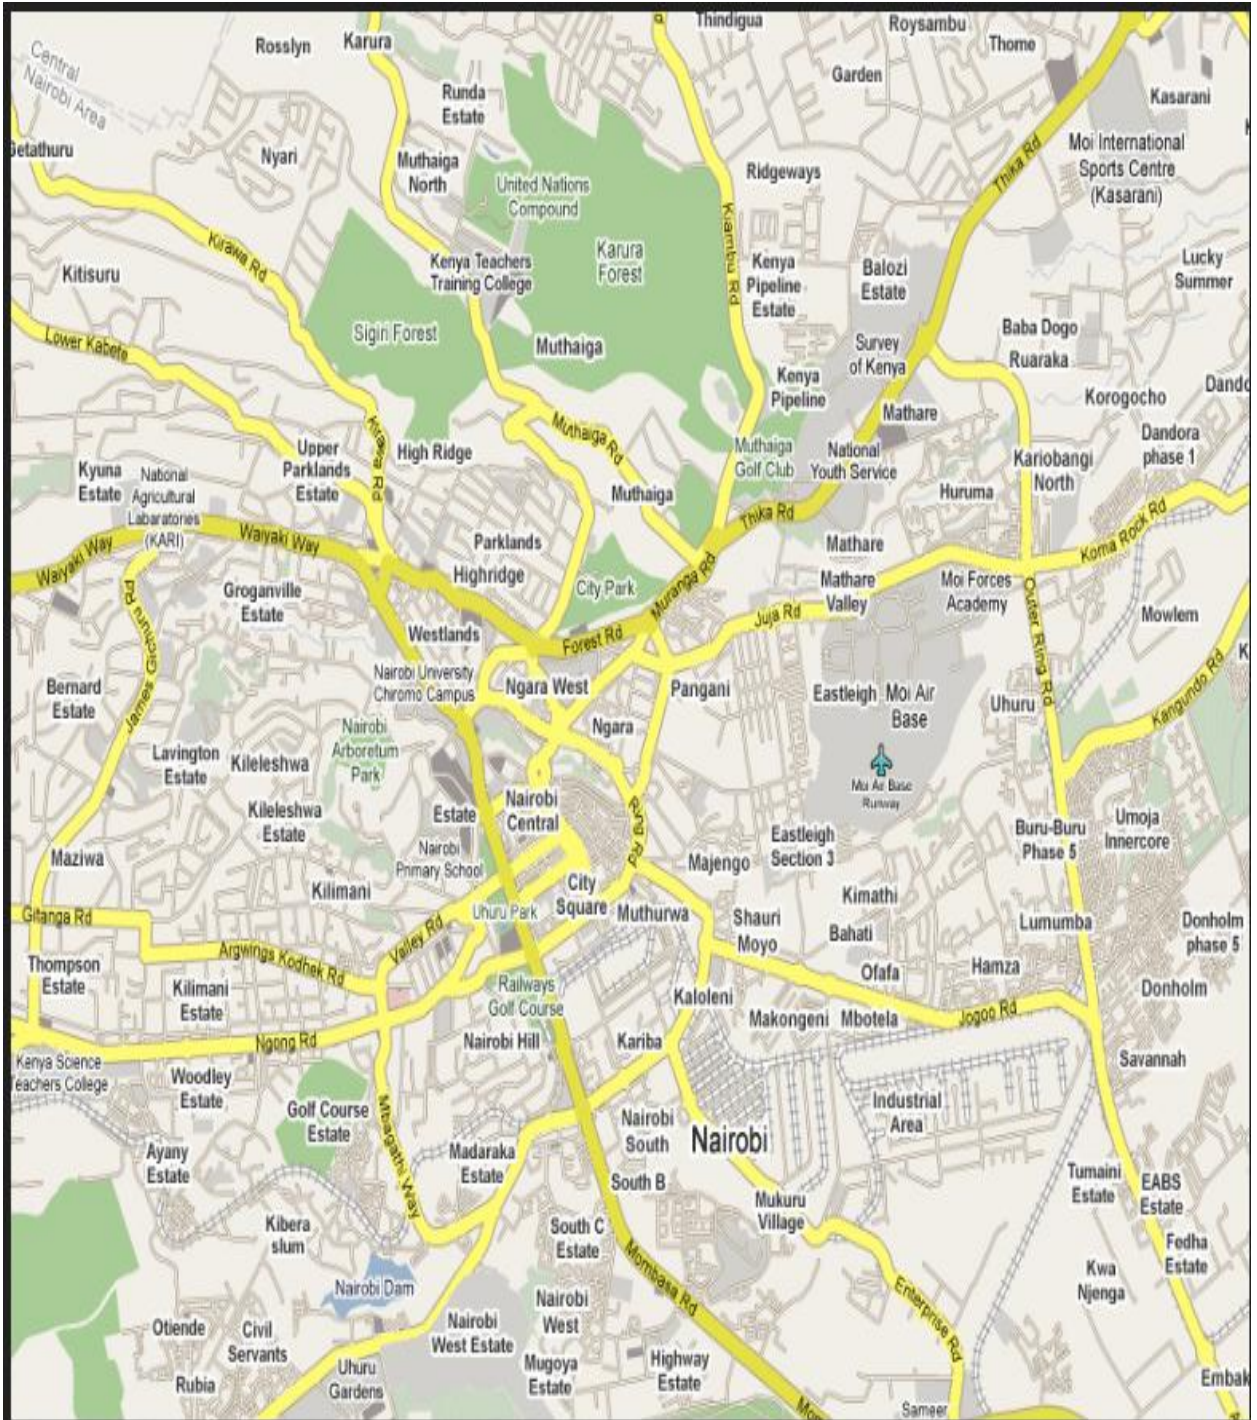 Thindigua
Roysambu
Rosslyn
Karura
Thome
Central
Nairobi Area
Garden
Runda
Estate
Kasarani
Thika Rd
Getathuru
Nyari
Muthaiga
North
Moi International
Sports Centre
(Kasarani)
Ridgeways
United Nations
Compound
Kiambu Rd
Kirawa Rd
Karura
Forest
Kitisuru
Kenya Teachers
Training College
Kenya
Pipeline
Estate
Balozi
Estate
Lucky
Summer
Lower Kabete
Sigiri Forest
Muthaiga
Survey
of Kenya
Baba Dogo
Ruaraka
Kenya
Pipeline
Korogocho
Mathare
Kirawa Rd
High Ridge
Muthaiga Rd
Muthaiga
Golf Club
National
Youth Service
Dandora
phase 1
Upper
Parklands
Estate
Kyuna
Estate
National
Agricultural
Labaratories
(KARI)
Kariobangi
North
Muthaiga
Huruma
Thika Rd
Koma Rock Rd
Waiyaki Way
Waiyaki Way
Parklands
Highridge
Mathare
City Park
Muranga Rd
Mathare
Valley
Moi Forces
Academy
Groganville
Estate
James Gichuru Rd
Juja Rd
Outer Ring Rd
Mowlem
Westlands
Forest Rd
Nairobi University
Chromo Campus
Ngara West
Pangani
Eastleigh
Moi Air
Base
Bernard
Estate
Uhuru
Kangundo Rd
Nairobi
Arboretum
Park
Ngara
Lavington
Estate
Kileleshwa
Moi Air Base
Runway
Kileleshwa
Estate
Estate
Nairobi
Central
Ring Rd
Buru-Buru
Phase 5
Umoja
Innercore
Eastleigh
Section 3
Maziwa
Nairobi
Primary School
Majengo
Kilimani
City
Square
Kimathi
Gitanga Rd
Uhuru Park
Muthurwa
Shauri
Moyo
Bahati
Lumumba
Donholm
phase 5
Valley Rd
Argwings Kodhek Rd
Thompson
Estate
Kilimani
Estate
Railways
Golf Course
Kaloleni
Ofafa
Hamza
Donholm
Makongeni
Mbotela
Jogoo Rd
Ngong Rd
Nairobi Hill
Kariba
Kenya Science
Teachers College
Savannah
Woodley
Estate
Golf Course
Estate
Mbagathi Way
Nairobi
South
Industrial
Area
Nairobi
Ayany
Estate
Madaraka
Estate
South B
Tumaini
Estate
EABS
Estate
Mukuru
Village
Kibera
slum
South C
Estate
Fedha
Estate
Mombasa Rd
Kwa
Njenga
Nairobi Dam
Enterprise Rd
Otiende
Civil
Servants
Nairobi
West Estate
Nairobi
West
Rubia
Uhuru
Gardens
Mugoya
Estate
Highway
Estate
Embak
Sameer